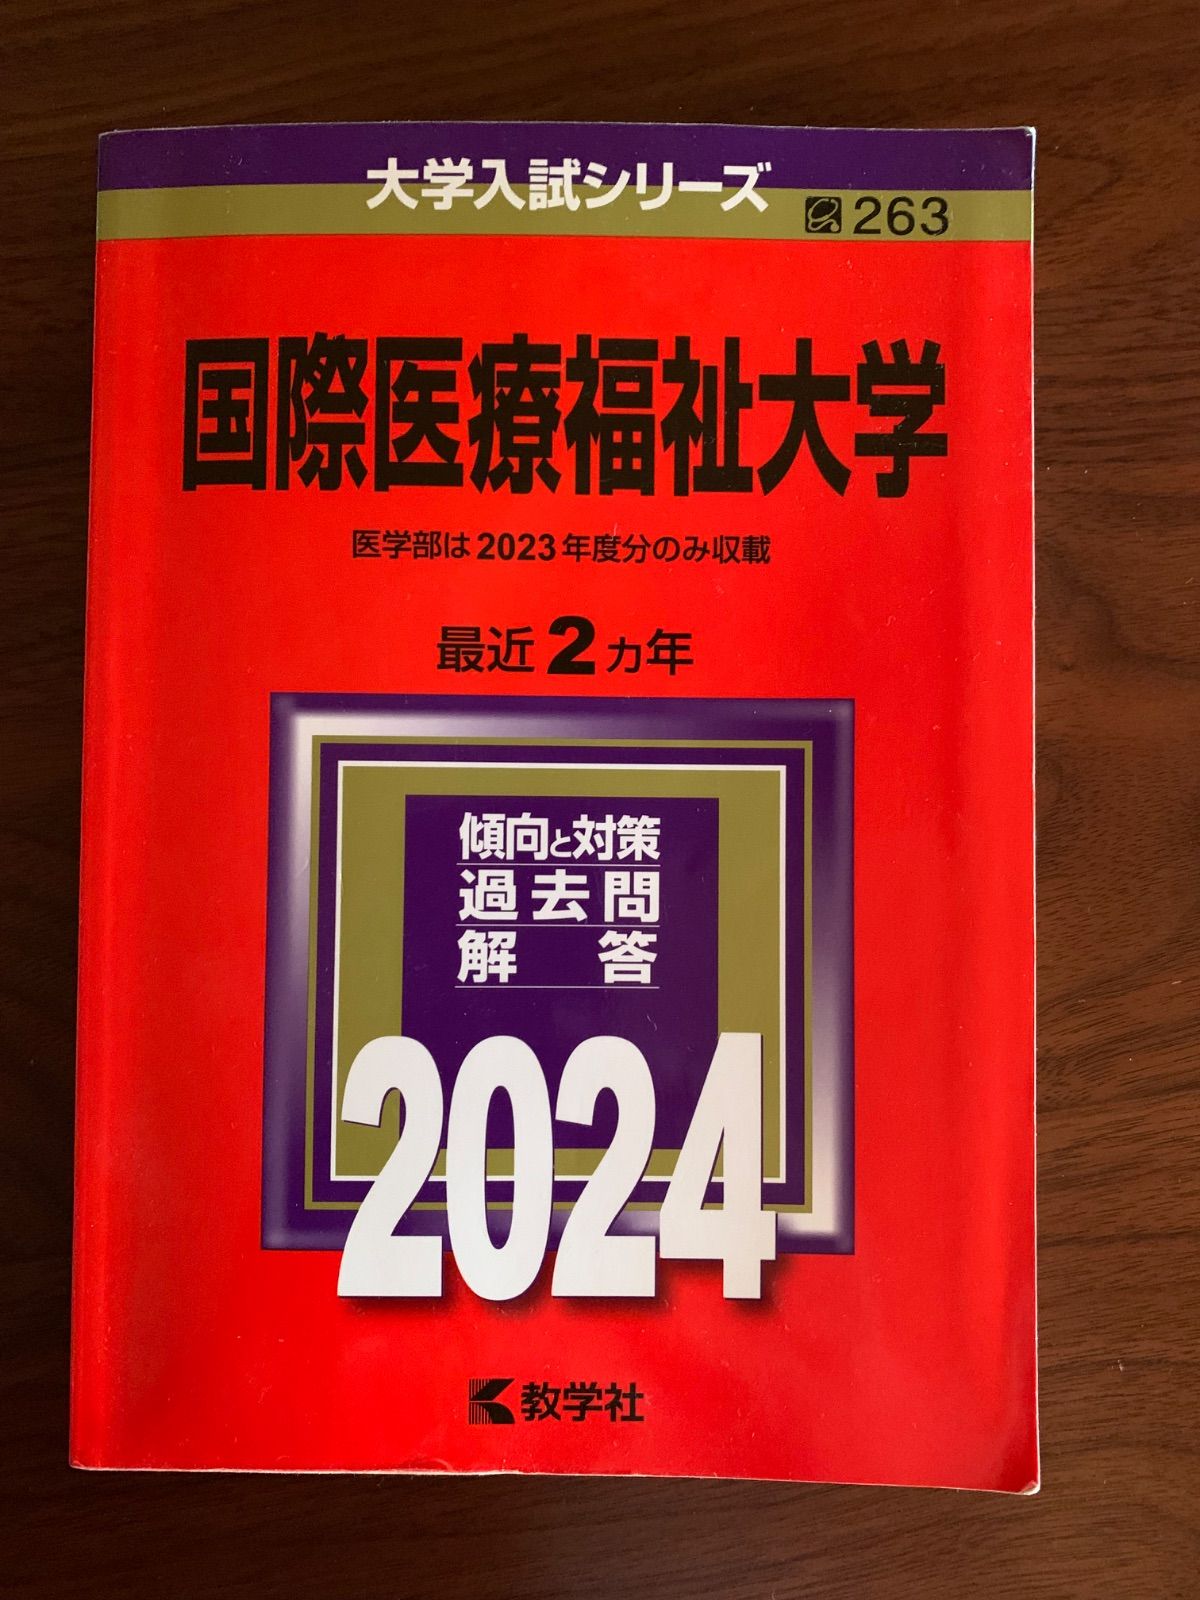 大学入試シリーズ
263
国際医療福祉大学
医学部は2023年度分のみ収載
最近2カ年
傾向と対策
過去問
解答
2024
教学社